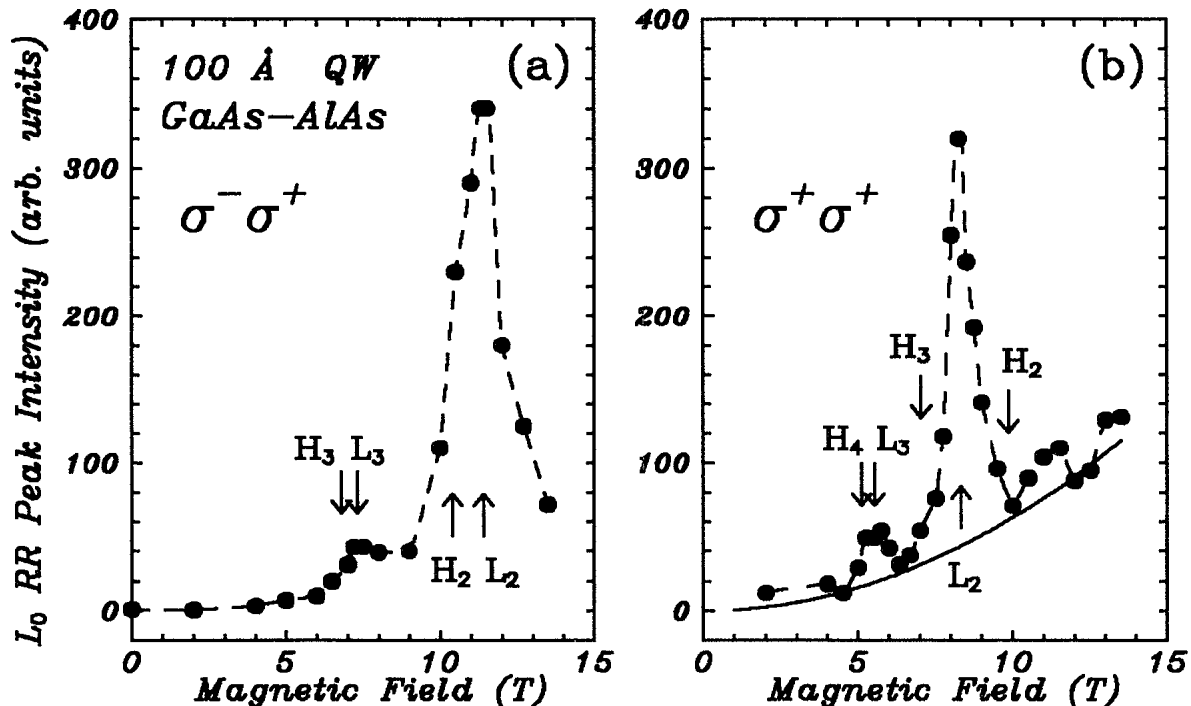 L₀ RR Peak Intensity (arb. units)
400
300
200
100
0
(a)
100 Å QW
GaAs–AlAs
σ⁻σ⁺
H₃ L₃
H₂ L₂
0 5 10 15
Magnetic Field (T)
400
300
200
100
0
(b)
σ⁺σ⁺
H₃
H₂
H₄ L₃
L₂
0 5 10 15
Magnetic Field (T)